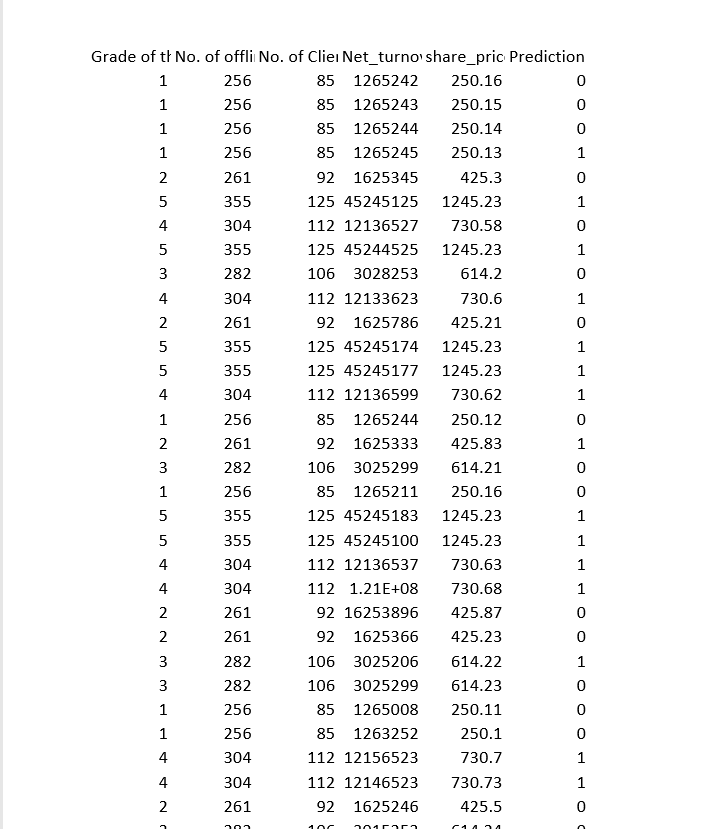 Grade of th No. of offli No. of Clien Net_turnov share_pric Prediction
1 256 85 1265242 250.16 0
1 256 85 1265243 250.15 0
1 256 85 1265244 250.14 0
1 256 85 1265245 250.13 1
2 261 92 1625345 425.3 0
5 355 125 45245125 1245.23 1
4 304 112 12136527 730.58 0
5 355 125 45244525 1245.23 1
3 282 106 3028253 614.2 0
4 304 112 12133623 730.6 1
2 261 92 1625786 425.21 0
5 355 125 45245174 1245.23 1
5 355 125 45245177 1245.23 1
4 304 112 12136599 730.62 1
1 256 85 1265244 250.12 0
2 261 92 1625333 425.83 1
3 282 106 3025299 614.21 0
1 256 85 1265211 250.16 0
5 355 125 45245183 1245.23 1
5 355 125 45245100 1245.23 1
4 304 112 12136537 730.63 1
4 304 112 1.21E+08 730.68 1
2 261 92 16253896 425.87 0
2 261 92 1625366 425.23 0
3 282 106 3025206 614.22 1
3 282 106 3025299 614.23 0
1 256 85 1265008 250.11 0
1 256 85 1263252 250.1 0
4 304 112 12156523 730.7 1
4 304 112 12146523 730.73 1
2 261 92 1625246 425.5 0